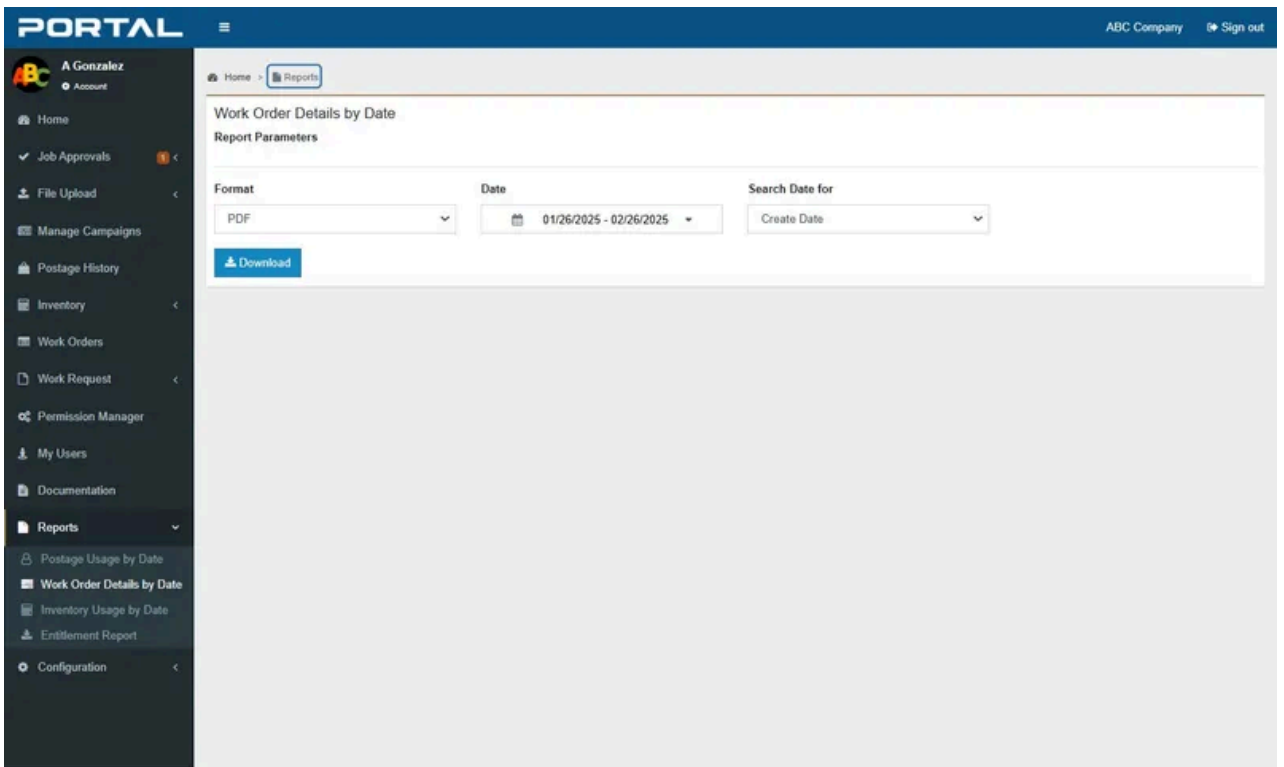 PORTAL
ABC Company
Sign out
ABC
A Gonzalez
Account
Home > Reports
Work Order Details by Date
Report Parameters
Format
Date
Search Date for
PDF
01/26/2025 - 02/26/2025
Create Date
Download
Home
Job Approvals 1
File Upload
Manage Campaigns
Postage History
Inventory
Work Orders
Work Request
Permission Manager
My Users
Documentation
Reports
Postage Usage by Date
Work Order Details by Date
Inventory Usage by Date
Entitlement Report
Configuration